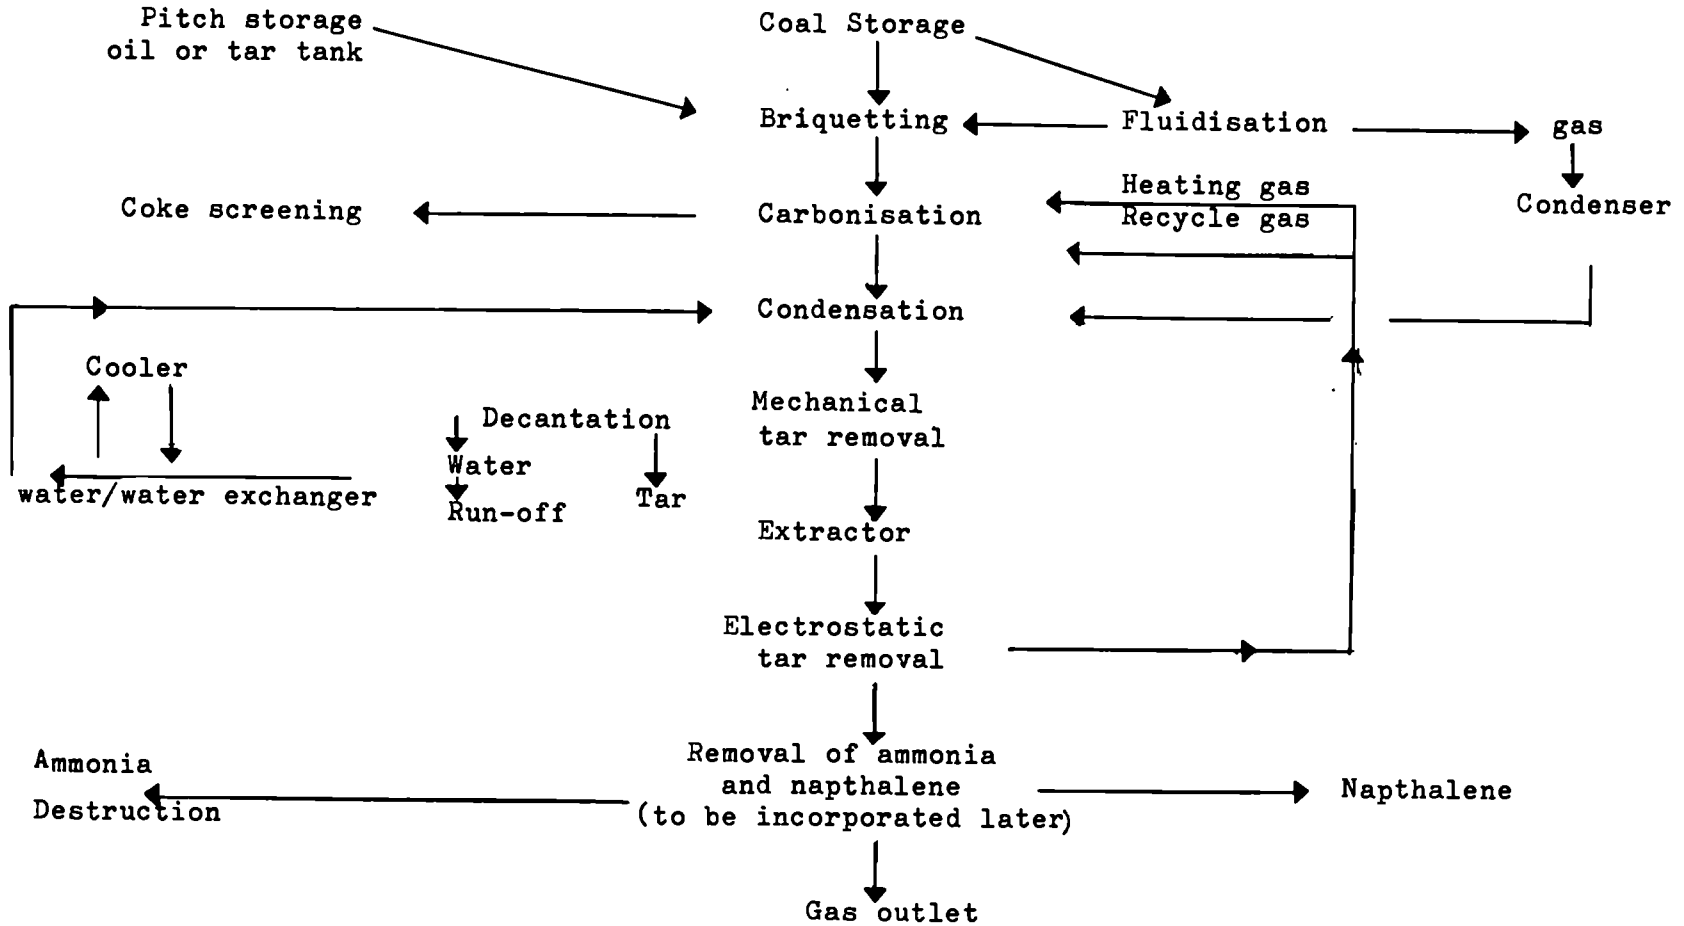 Pitch storage
oil or tar tank
Coal Storage
Briquetting
Fluidisation
gas
Condenser
Heating gas
Recycle gas
Coke screening
Carbonisation
Condensation
Cooler
Mechanical
tar removal
Decantation
Water
Run-off
Tar
water/water exchanger
Extractor
Electrostatic
tar removal
Removal of ammonia
and napthalene
(to be incorporated later)
Ammonia
Destruction
Napthalene
Gas outlet